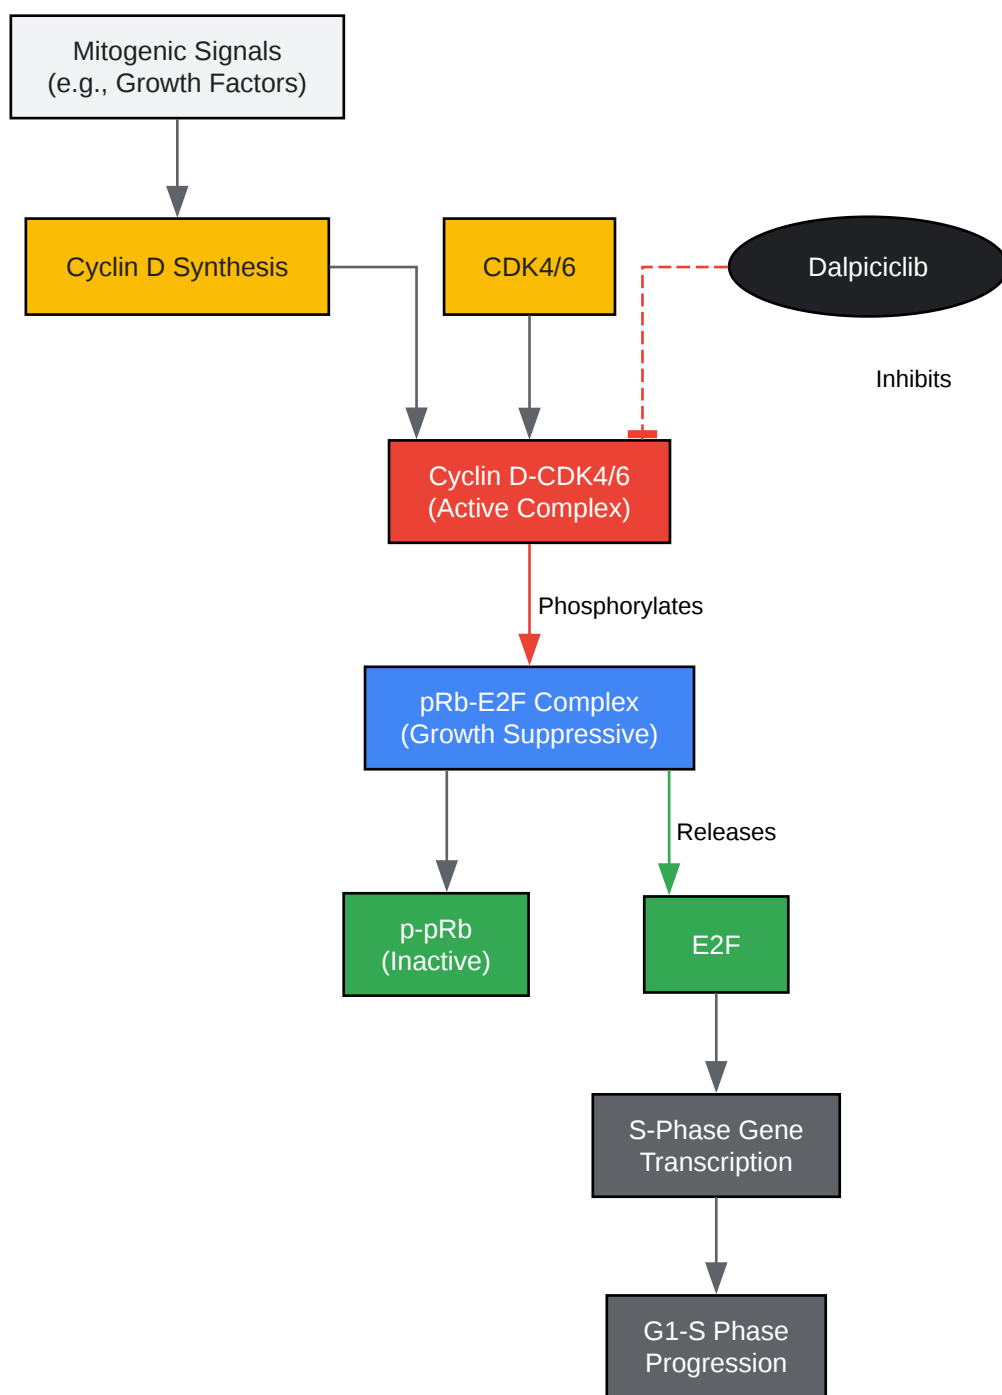 Mitogenic Signals
(e.g., Growth Factors)
Cyclin D Synthesis
CDK4/6
Dalpiciclib
Inhibits
Cyclin D-CDK4/6
(Active Complex)
Phosphorylates
pRb-E2F Complex
(Growth Suppressive)
Releases
p-pRb
(Inactive)
E2F
S-Phase Gene
Transcription
G1-S Phase
Progression